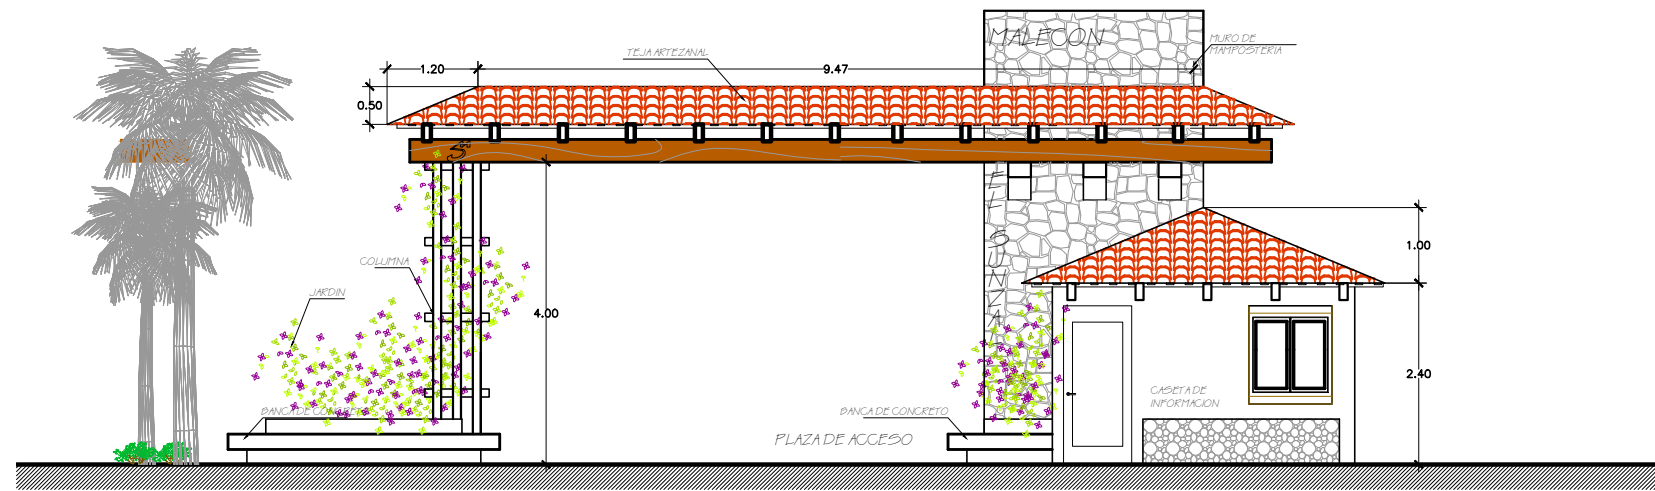 MALECON
MURO DE
MAMPOSTERIA
TEJA ARTEZANAL
1.20
9.47
0.50
COLUMNA
JARDIN
4.00
1.00
2.40
BANCA DE CONCRETO
BANCA DE CONCRETO
PLAZA DE ACCESO
CASETA DE
INFORMACION